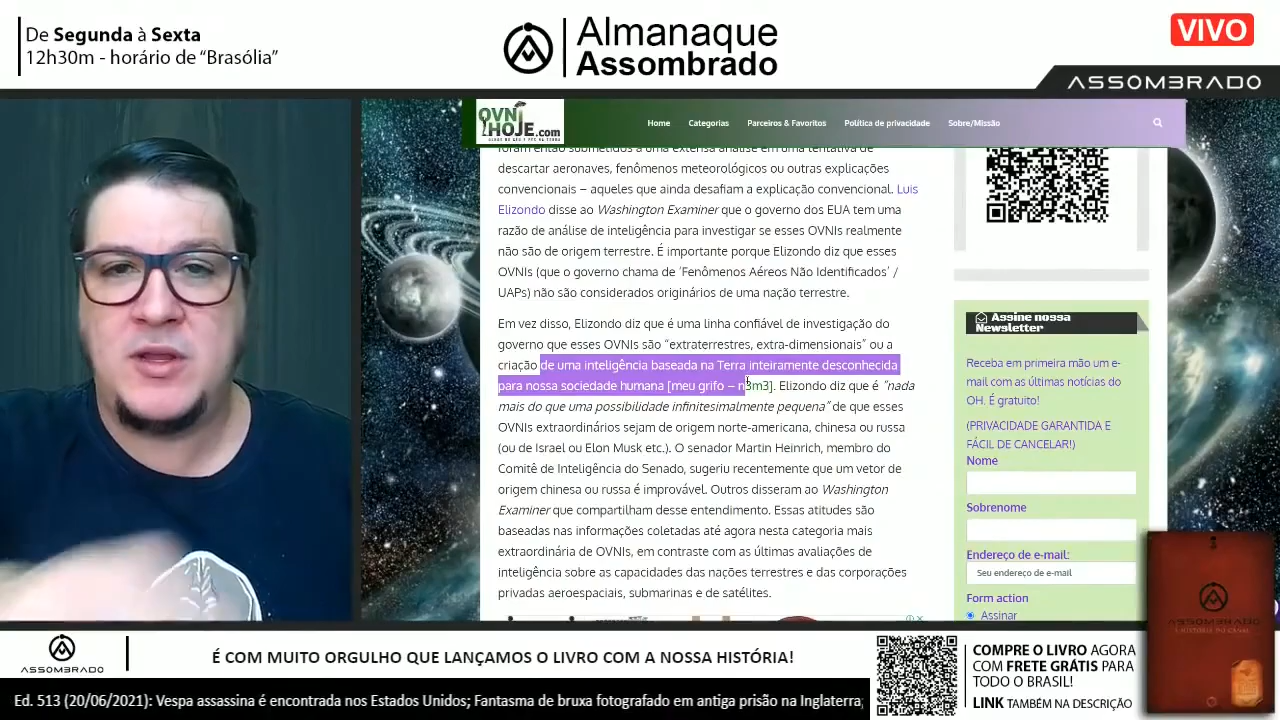 De Segunda à Sexta
12h30m - horário de “Brasólia”
Almanaque
Assombrado
VIVO
ASSOMBRADO
OVNI
HOJE.com
Home
Categorias
Parceiros & Favoritos
Política de privacidade
Sobre/Missão
foram então submetidos a uma extensa análise em uma tentativa de
descartar aeronaves, fenômenos meteorológicos ou outras explicações
convencionais – aqueles que ainda desafiam a explicação convencional. Luis
Elizondo disse ao Washington Examiner que o governo dos EUA tem uma
razão de análise de inteligência para investigar se esses OVNIs realmente
não são de origem terrestre. É importante porque Elizondo diz que esses
OVNIs (que o governo chama de ‘Fenômenos Aéreos Não Identificados’ /
UAPs) não são considerados originários de uma nação terrestre.
Em vez disso, Elizondo diz que é uma linha confiável de investigação do
governo que esses OVNIs são “extraterrestres, extra-dimensionais” ou a
criação de uma inteligência baseada na Terra inteiramente desconhecida
para nossa sociedade humana [meu grifo – n3m3]. Elizondo diz que é “nada
mais do que uma possibilidade infinitesimalmente pequena” de que esses
OVNIs extraordinários sejam de origem norte-americana, chinesa ou russa
(ou de Israel ou Elon Musk etc.). O senador Martin Heinrich, membro do
Comitê de Inteligência do Senado, sugeriu recentemente que um vetor de
origem chinesa ou russa é improvável. Outros disseram ao Washington
Examiner que compartilham desse entendimento. Essas atitudes são
baseadas nas informações coletadas até agora nesta categoria mais
extraordinária de OVNIs, em contraste com as últimas avaliações de
inteligência sobre as capacidades das nações terrestres e das corporações
privadas aeroespaciais, submarinas e de satélites.
Assine nossa
Newsletter
Receba em primeira mão um e-
mail com as últimas notícias do
OH. É gratuito!
(PRIVACIDADE GARANTIDA E
FÁCIL DE CANCELAR!)
Nome
Sobrenome
Endereço de e-mail:
Seu endereço de e-mail
Form action
Assinar
ASSOMBRADO
ASSOMBRADO
É COM MUITO ORGULHO QUE LANÇAMOS O LIVRO COM A NOSSA HISTÓRIA!
COMPRE O LIVRO AGORA
COM FRETE GRÁTIS PARA
TODO O BRASIL!
LINK TAMBÉM NA DESCRIÇÃO
Ed. 513 (20/06/2021): Vespa assassina é encontrada nos Estados Unidos; Fantasma de bruxa fotografado em antiga prisão na Inglaterra;